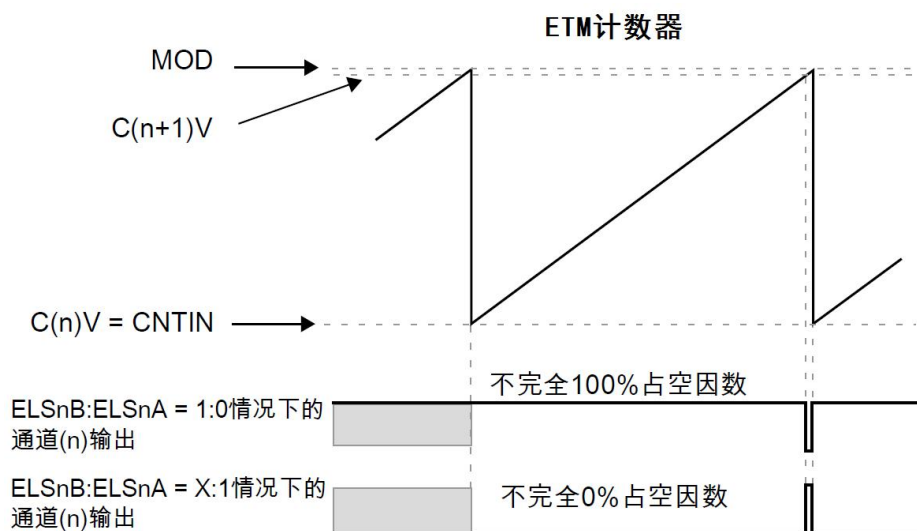 ETM计数器
MOD
C(n+1)V
C(n)V = CNTIN
不完全100%占空因数
ELSnB:ELSnA = 1:0情况下的
通道(n)输出
ELSnB:ELSnA = X:1情况下的
通道(n)输出
不完全0%占空因数